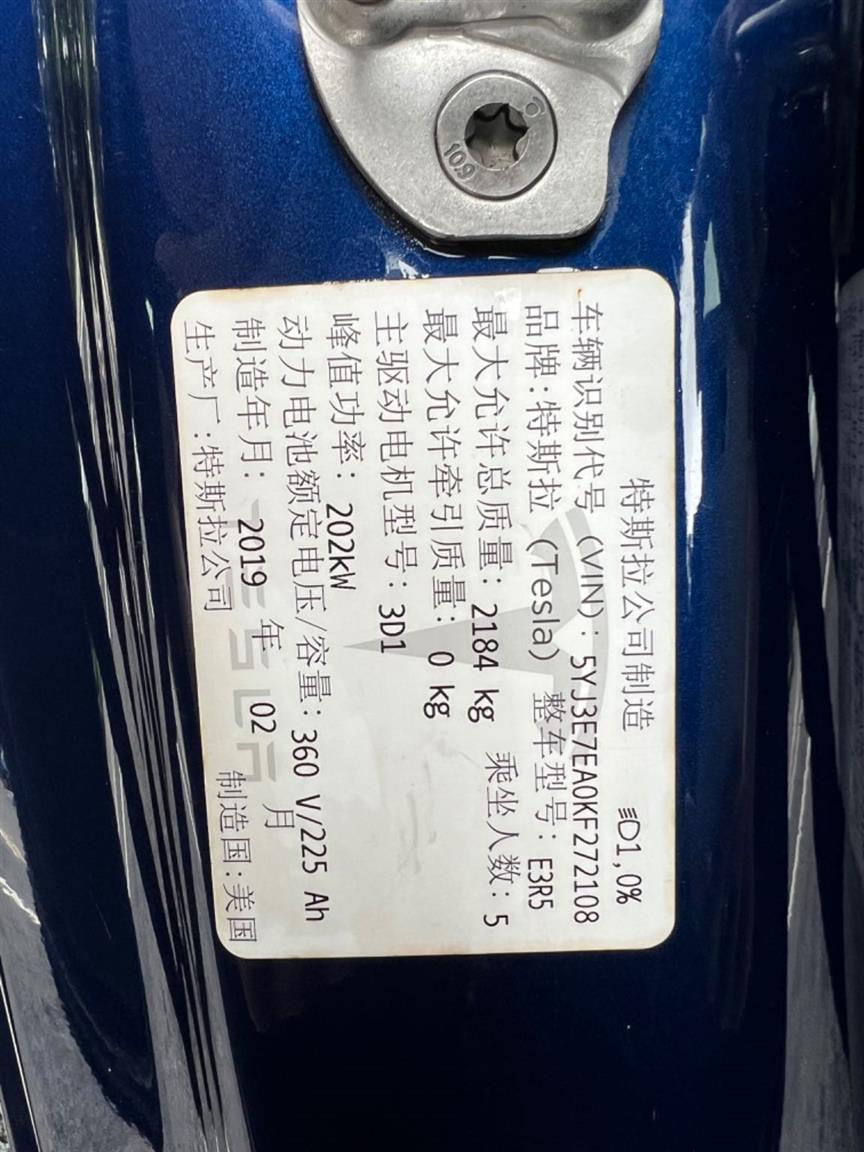 10.9
特斯拉公司制造 D1,0%
车辆识别代号(VIN): 5YJ3E7EA0KF272108
品牌:特斯拉 (Tesla) 整车型号: E3R5
最大允许总质量: 2184 kg 乘坐人数: 5
最大允许牵引质量: 0 kg
主驱动电机型号: 3D1
峰值功率: 202kW
动力电池额定电压/容量: 360 V/225 Ah
制造年月: 2019 年 02 月
生产厂:特斯拉公司 制造国:美国
TESLA